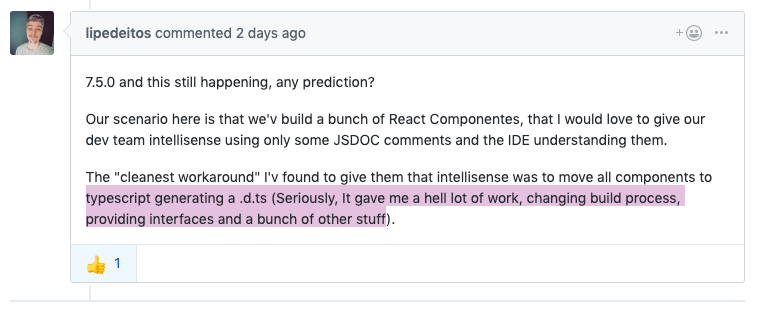 lipedeitos commented 2 days ago
7.5.0 and this still happening, any prediction?
Our scenario here is that we'v build a bunch of React Componentes, that I would love to give our
dev team intellisense using only some JSDOC comments and the IDE understanding them.
The "cleanest workaround" I'v found to give them that intellisense was to move all components to
typescript generating a .d.ts (Seriously, It gave me a hell lot of work, changing build process,
providing interfaces and a bunch of other stuff).
👍 1